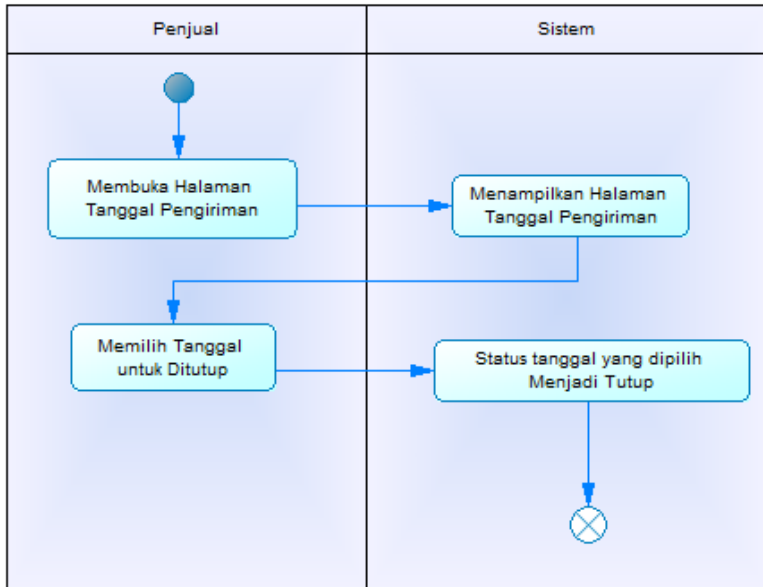 Penjual
Sistem
Membuka Halaman
Tanggal Pengiriman
Menampilkan Halaman
Tanggal Pengiriman
Memilih Tanggal
untuk Ditutup
Status tanggal yang dipilih
Menjadi Tutup